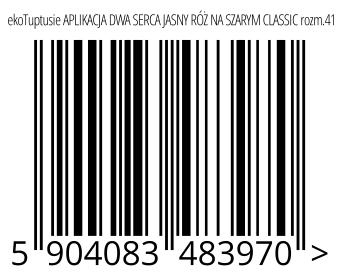 ekoTuptusie APLIKACJA DWA SERCA JASNY RÓŻ NA SZARYM CLASSIC rozm.41
5 904083 483970 >